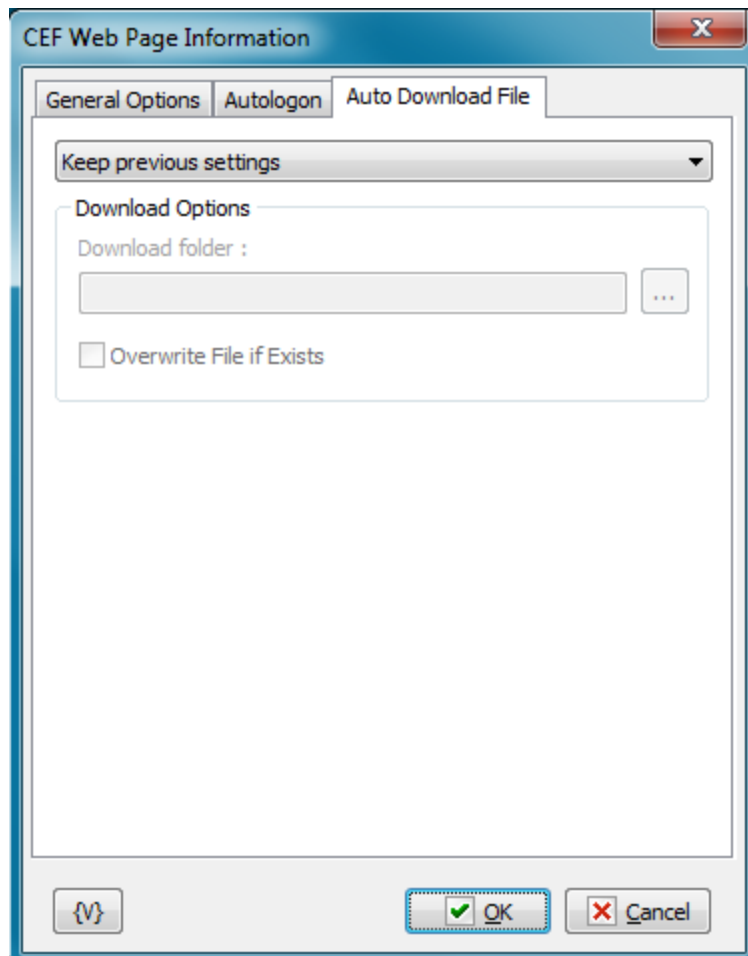 CEF Web Page Information
General Options Autologon Auto Download File
Keep previous settings
Download Options
Download folder :
...
Overwrite File if Exists
{V} OK Cancel